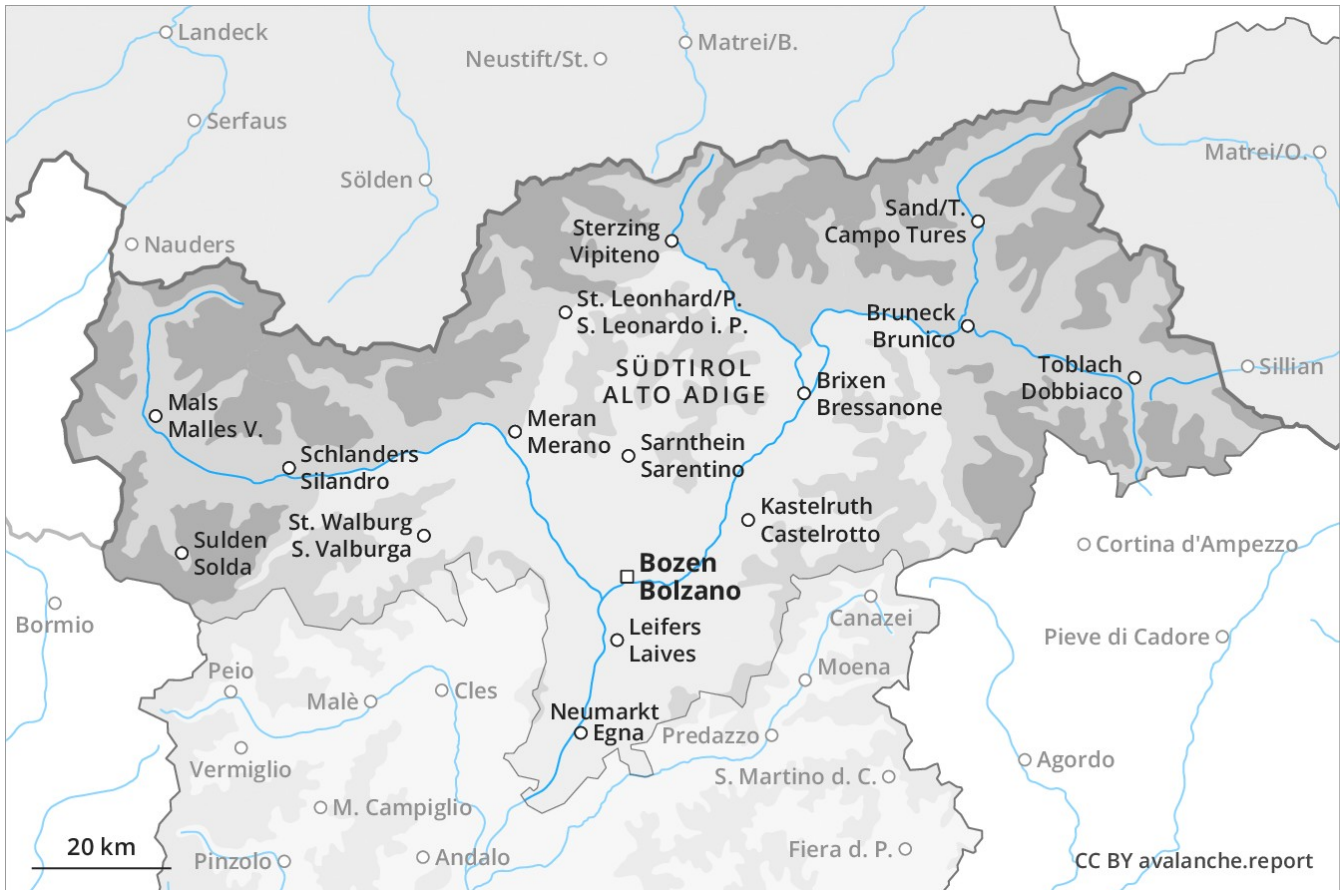 Landeck
Neustift/St.
Matrei/B.
Serfaus
Matrei/O.
Sölden
Sand/T.
Campo Tures
Sterzing
Vipiteno
Nauders
St. Leonhard/P.
S. Leonardo i. P.
Bruneck
Brunico
SÜDTIROL
ALTO ADIGE
Toblach
Dobbiaco
Sillian
Brixen
Bressanone
Mals
Malles V.
Meran
Merano
Sarnthein
Sarentino
Schlanders
Silandro
Kastelruth
Castelrotto
St. Walburg
S. Valburga
Sulden
Solda
Cortina d'Ampezzo
Bozen
Bolzano
Bormio
Canazei
Leifers
Laives
Pieve di Cadore
Peio
Moena
Malè
Cles
Neumarkt
Egna
Predazzo
Vermiglio
Agordo
S. Martino d. C.
M. Campiglio
20 km
Pinzolo
Andalo
Fiera d. P.
CC BY avalanche.report